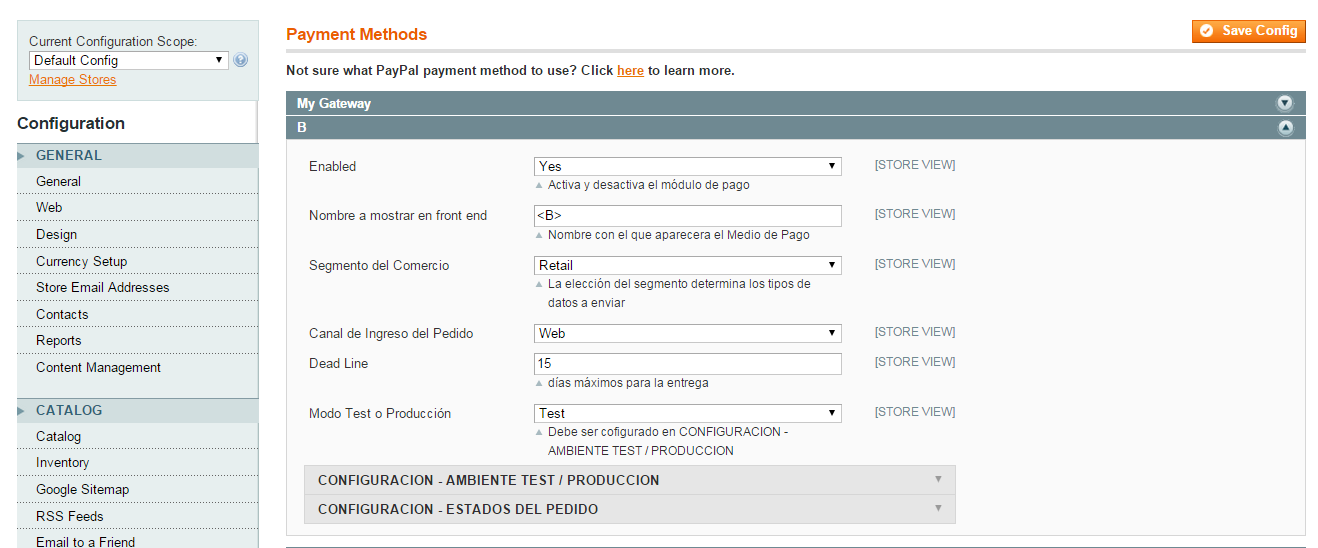 Current Configuration Scope:
Default Config
Manage Stores
Configuration
GENERAL
General
Web
Design
Currency Setup
Store Email Addresses
Contacts
Reports
Content Management
CATALOG
Catalog
Inventory
Google Sitemap
RSS Feeds
Email to a Friend
Payment Methods
Save Config
Not sure what PayPal payment method to use? Click here to learn more.
My Gateway
B
Enabled
Yes
[STORE VIEW]
Activa y desactiva el módulo de pago
Nombre a mostrar en front end
<B>
[STORE VIEW]
Nombre con el que aparecera el Medio de Pago
Segmento del Comercio
Retail
[STORE VIEW]
La elección del segmento determina los tipos de
datos a enviar
Canal de Ingreso del Pedido
Web
[STORE VIEW]
Dead Line
15
[STORE VIEW]
días máximos para la entrega
Modo Test o Producción
Test
[STORE VIEW]
Debe ser cofigurado en CONFIGURACION -
AMBIENTE TEST / PRODUCCION
CONFIGURACION - AMBIENTE TEST / PRODUCCION
CONFIGURACION - ESTADOS DEL PEDIDO